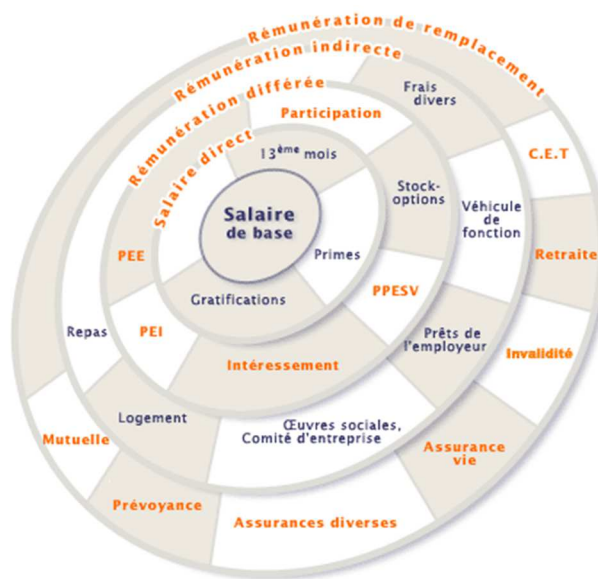 Rémunération de remplacement
Rémunération indirecte
Rémunération différée
Salaire direct
Salaire
de base
13ème mois
Primes
Gratifications
Participation
Stock-
options
PPESV
Intéressement
PEI
PEE
Frais
divers
Véhicule
de
fonction
Prêts de
l'employeur
Œuvres sociales,
Comité d'entreprise
Logement
Repas
C.E.T
Retraite
Invalidité
Assurance
vie
Assurances diverses
Prévoyance
Mutuelle